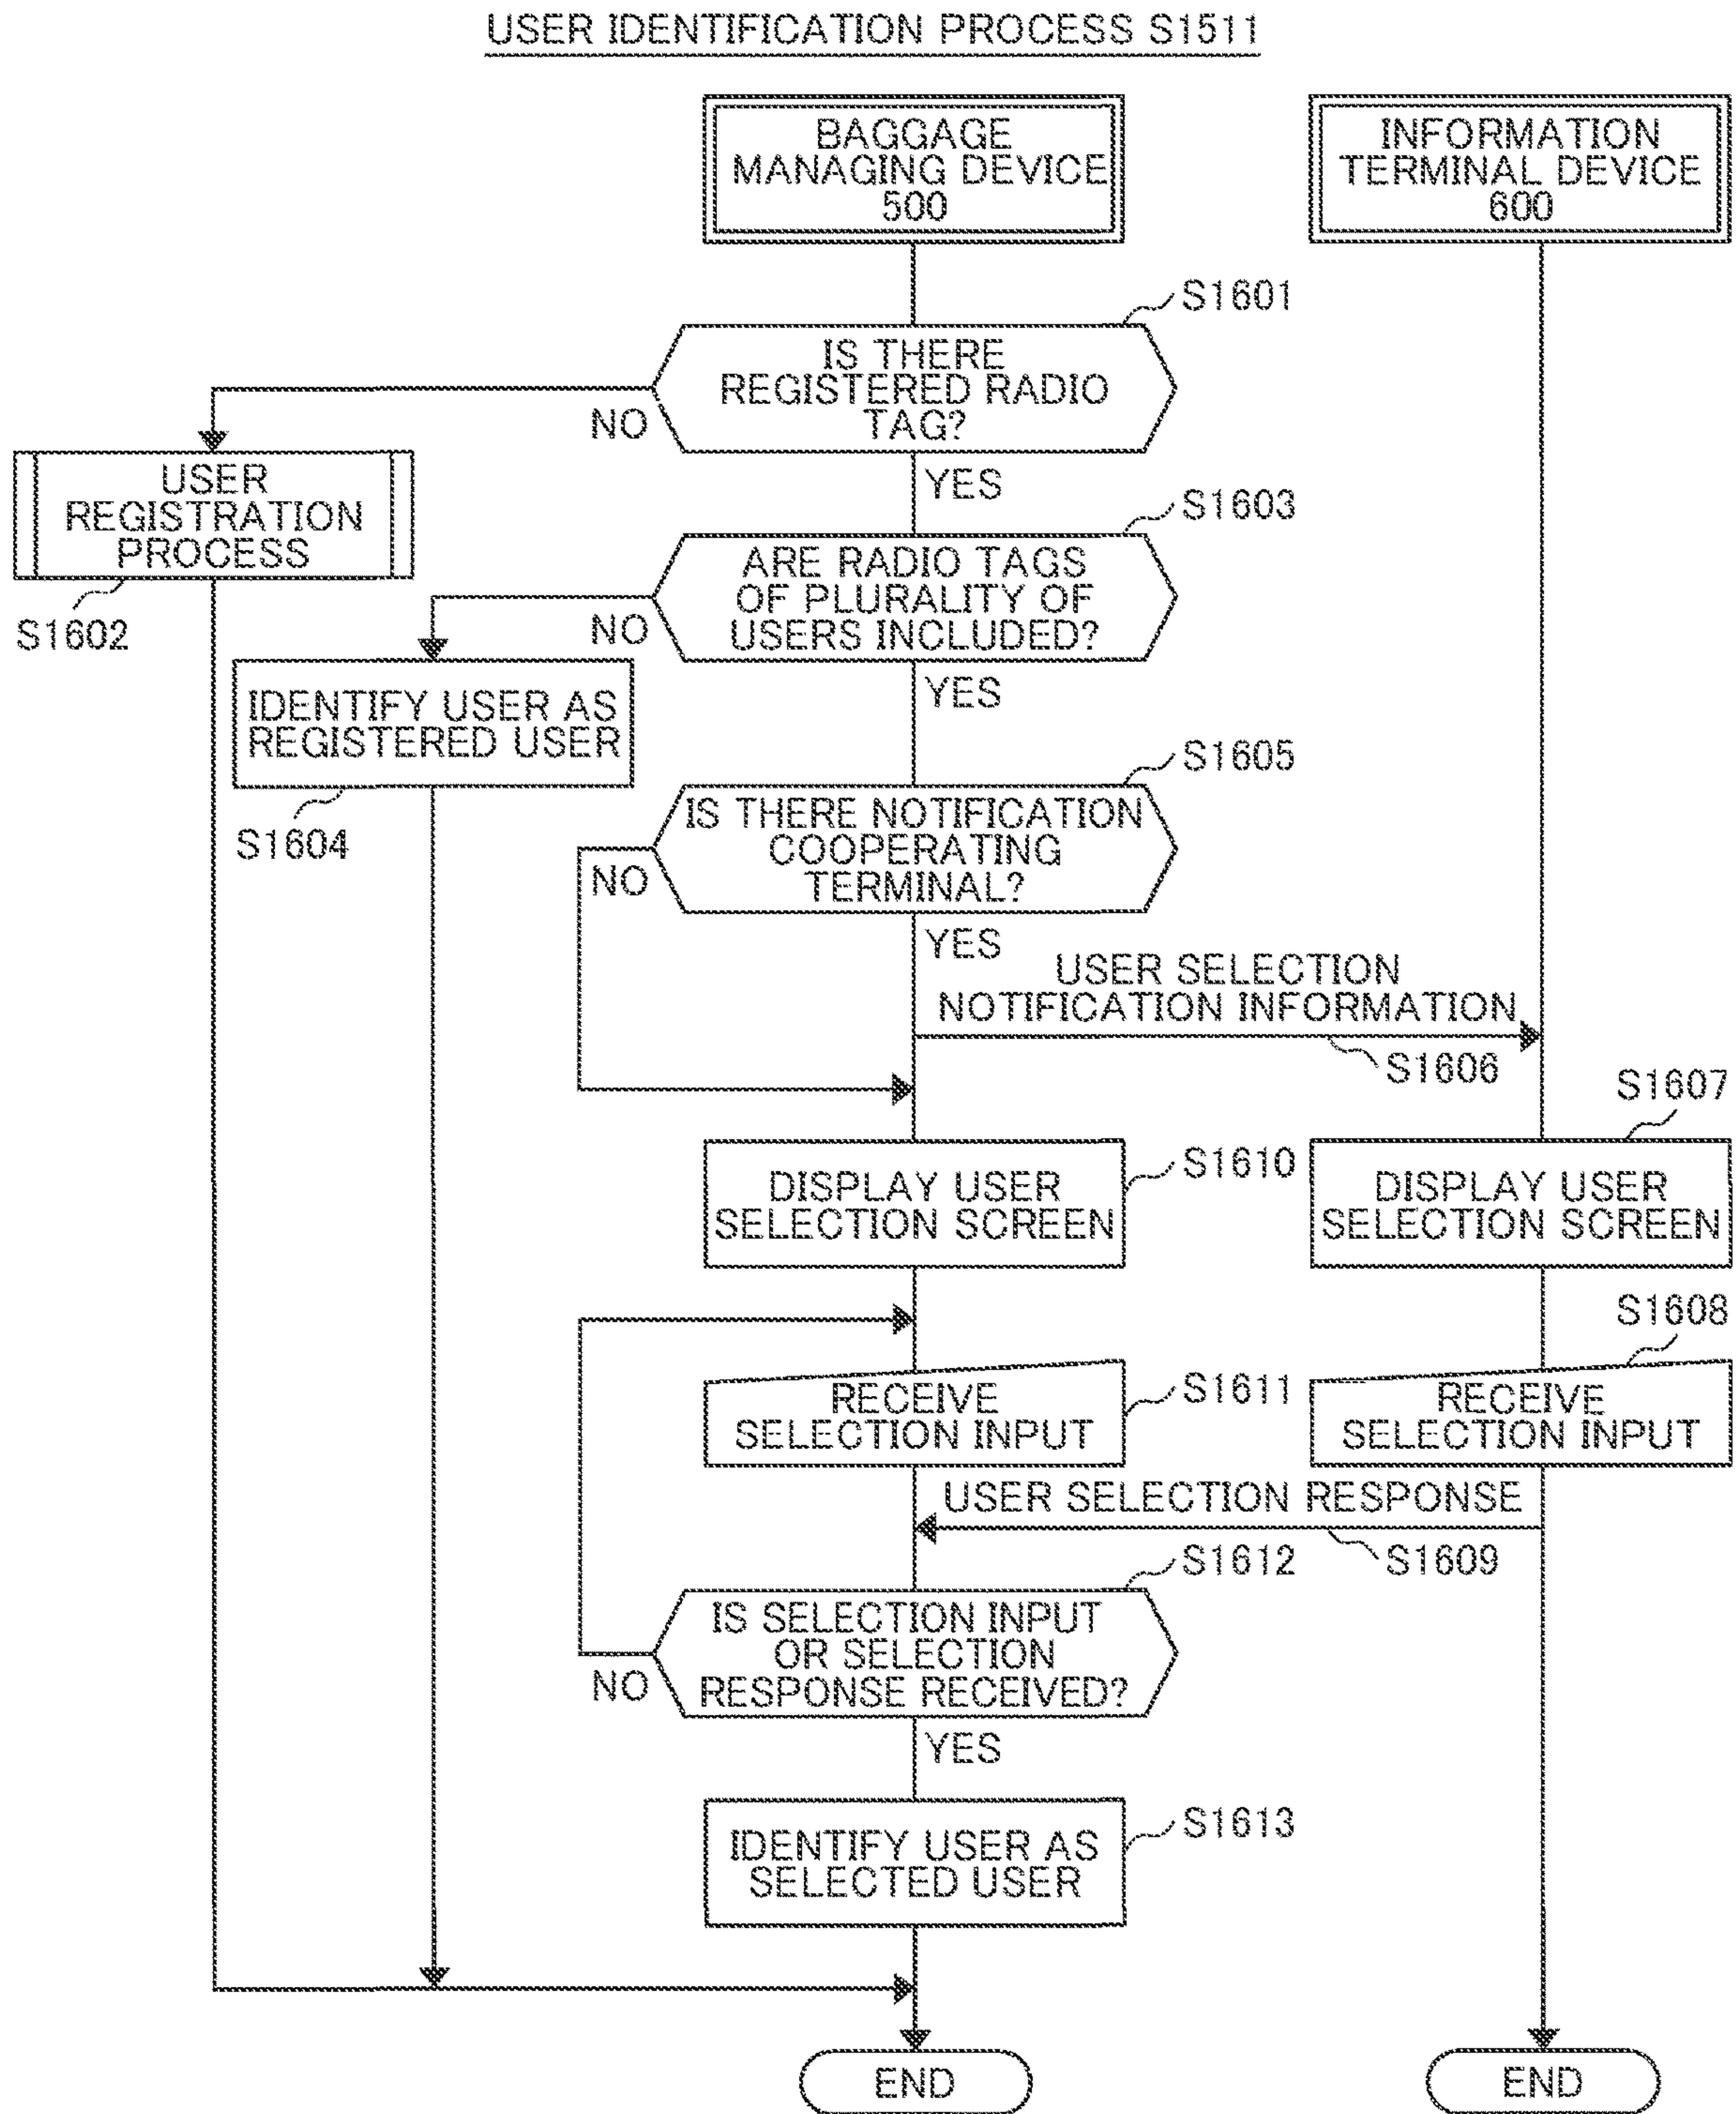 USER IDENTIFICATION PROCESS S1511
BAGGAGE
MANAGING DEVICE
500
INFORMATION
TERMINAL DEVICE
600
S1601
IS THERE
REGISTERED RADIO
TAG?
NO
YES
USER
REGISTRATION
PROCESS
S1602
S1603
ARE RADIO TAGS
OF PLURALITY OF
USERS INCLUDED?
NO
YES
IDENTIFY USER AS
REGISTERED USER
S1604
S1605
IS THERE NOTIFICATION
COOPERATING
TERMINAL?
NO
YES
USER SELECTION
NOTIFICATION INFORMATION
S1606
S1607
S1610
DISPLAY USER
SELECTION SCREEN
DISPLAY USER
SELECTION SCREEN
S1608
S1611
RECEIVE
SELECTION INPUT
RECEIVE
SELECTION INPUT
USER SELECTION RESPONSE
S1609
S1612
IS SELECTION INPUT
OR SELECTION
RESPONSE RECEIVED?
NO
YES
S1613
IDENTIFY USER AS
SELECTED USER
END
END